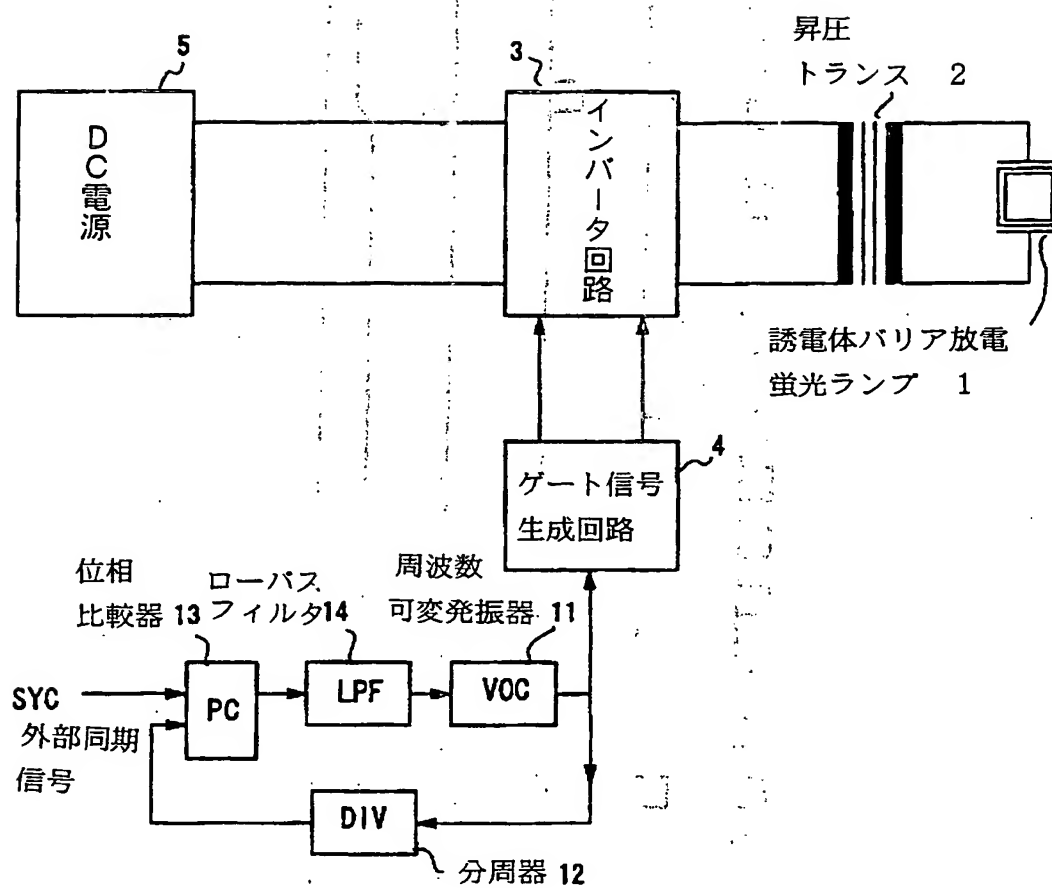 昇圧
トランス 2
5
3
DC電源
インバータ回路
誘電体バリア放電
蛍光ランプ 1
4
ゲート信号
生成回路
位相
比較器 13
ローパス
フィルタ14
周波数
可変発振器 11
SYC
外部同期
信号
PC
LPF
VOC
DIV
分周器 12